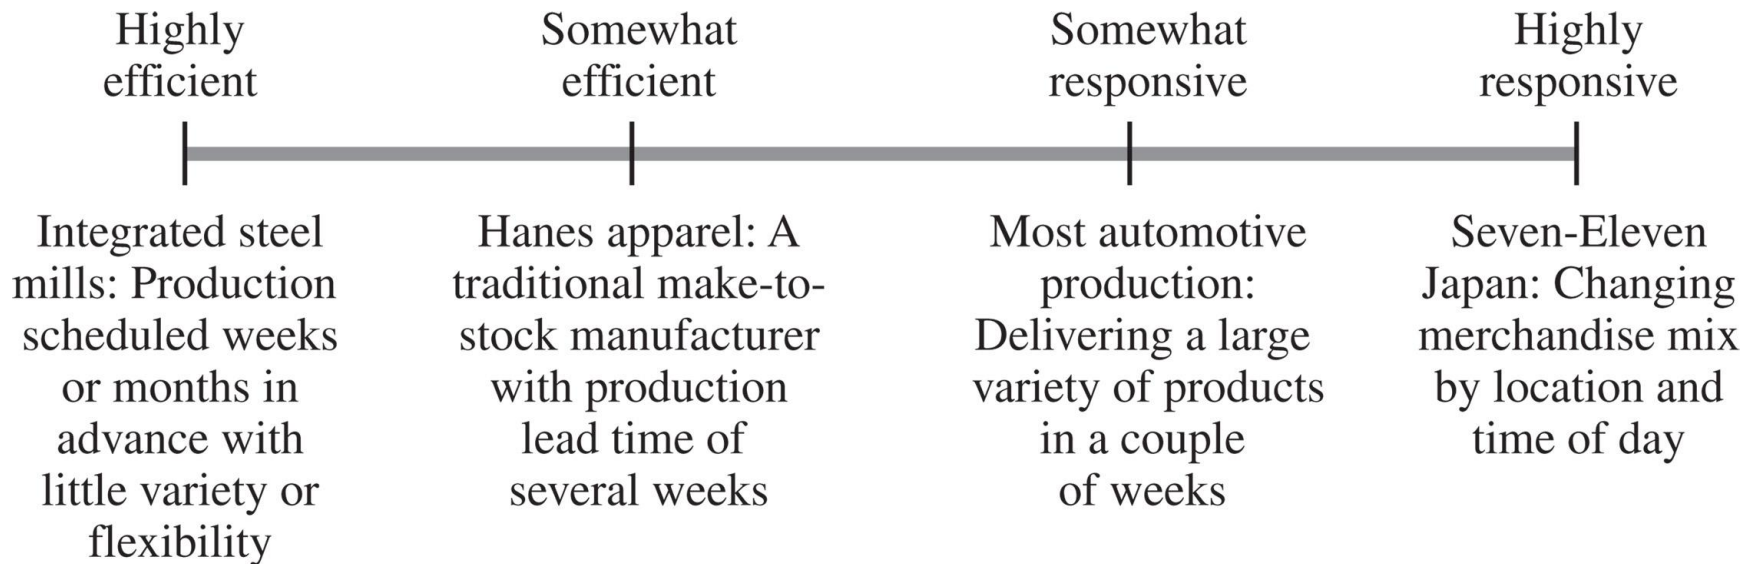 Highly
efficient
Somewhat
efficient
Somewhat
responsive
Highly
responsive
Integrated steel
mills: Production
scheduled weeks
or months in
advance with
little variety or
flexibility
Hanes apparel: A
traditional make-to-
stock manufacturer
with production
lead time of
several weeks
Most automotive
production:
Delivering a large
variety of products
in a couple
of weeks
Seven-Eleven
Japan: Changing
merchandise mix
by location and
time of day